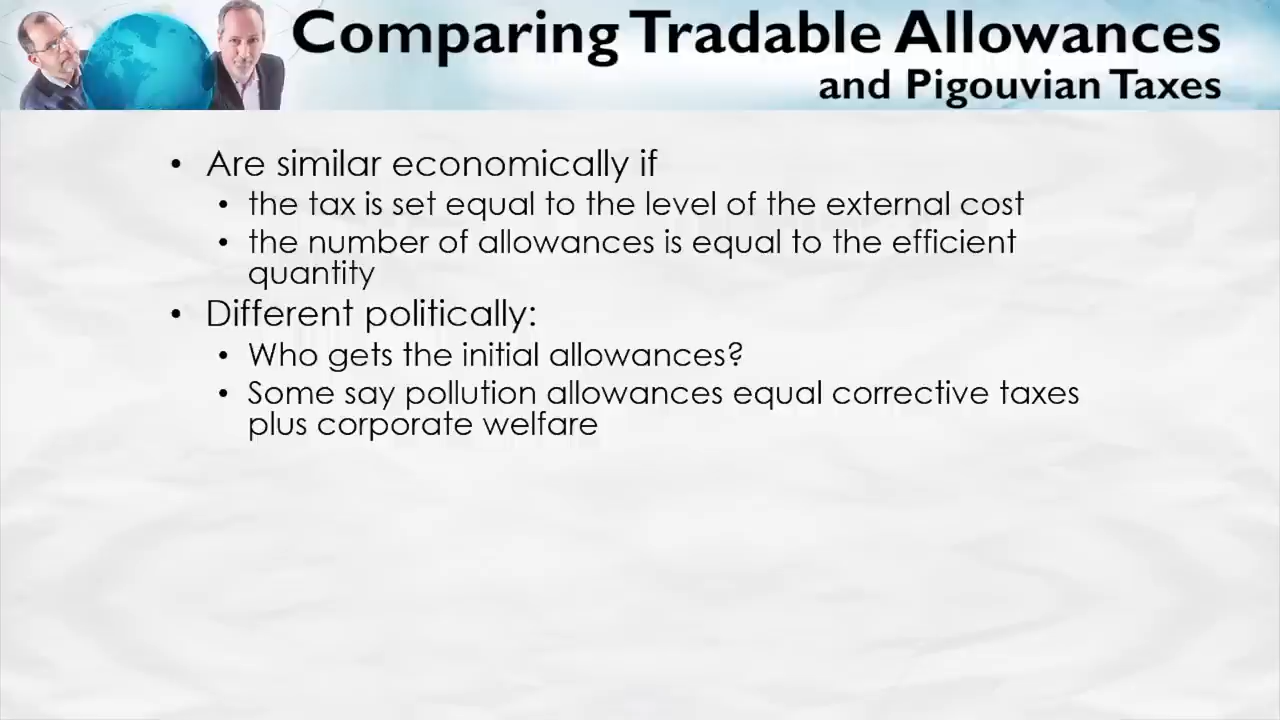 Comparing Tradable Allowances
and Pigouvian Taxes
• Are similar economically if
• the tax is set equal to the level of the external cost
• the number of allowances is equal to the efficient
quantity
• Different politically:
• Who gets the initial allowances?
• Some say pollution allowances equal corrective taxes
plus corporate welfare